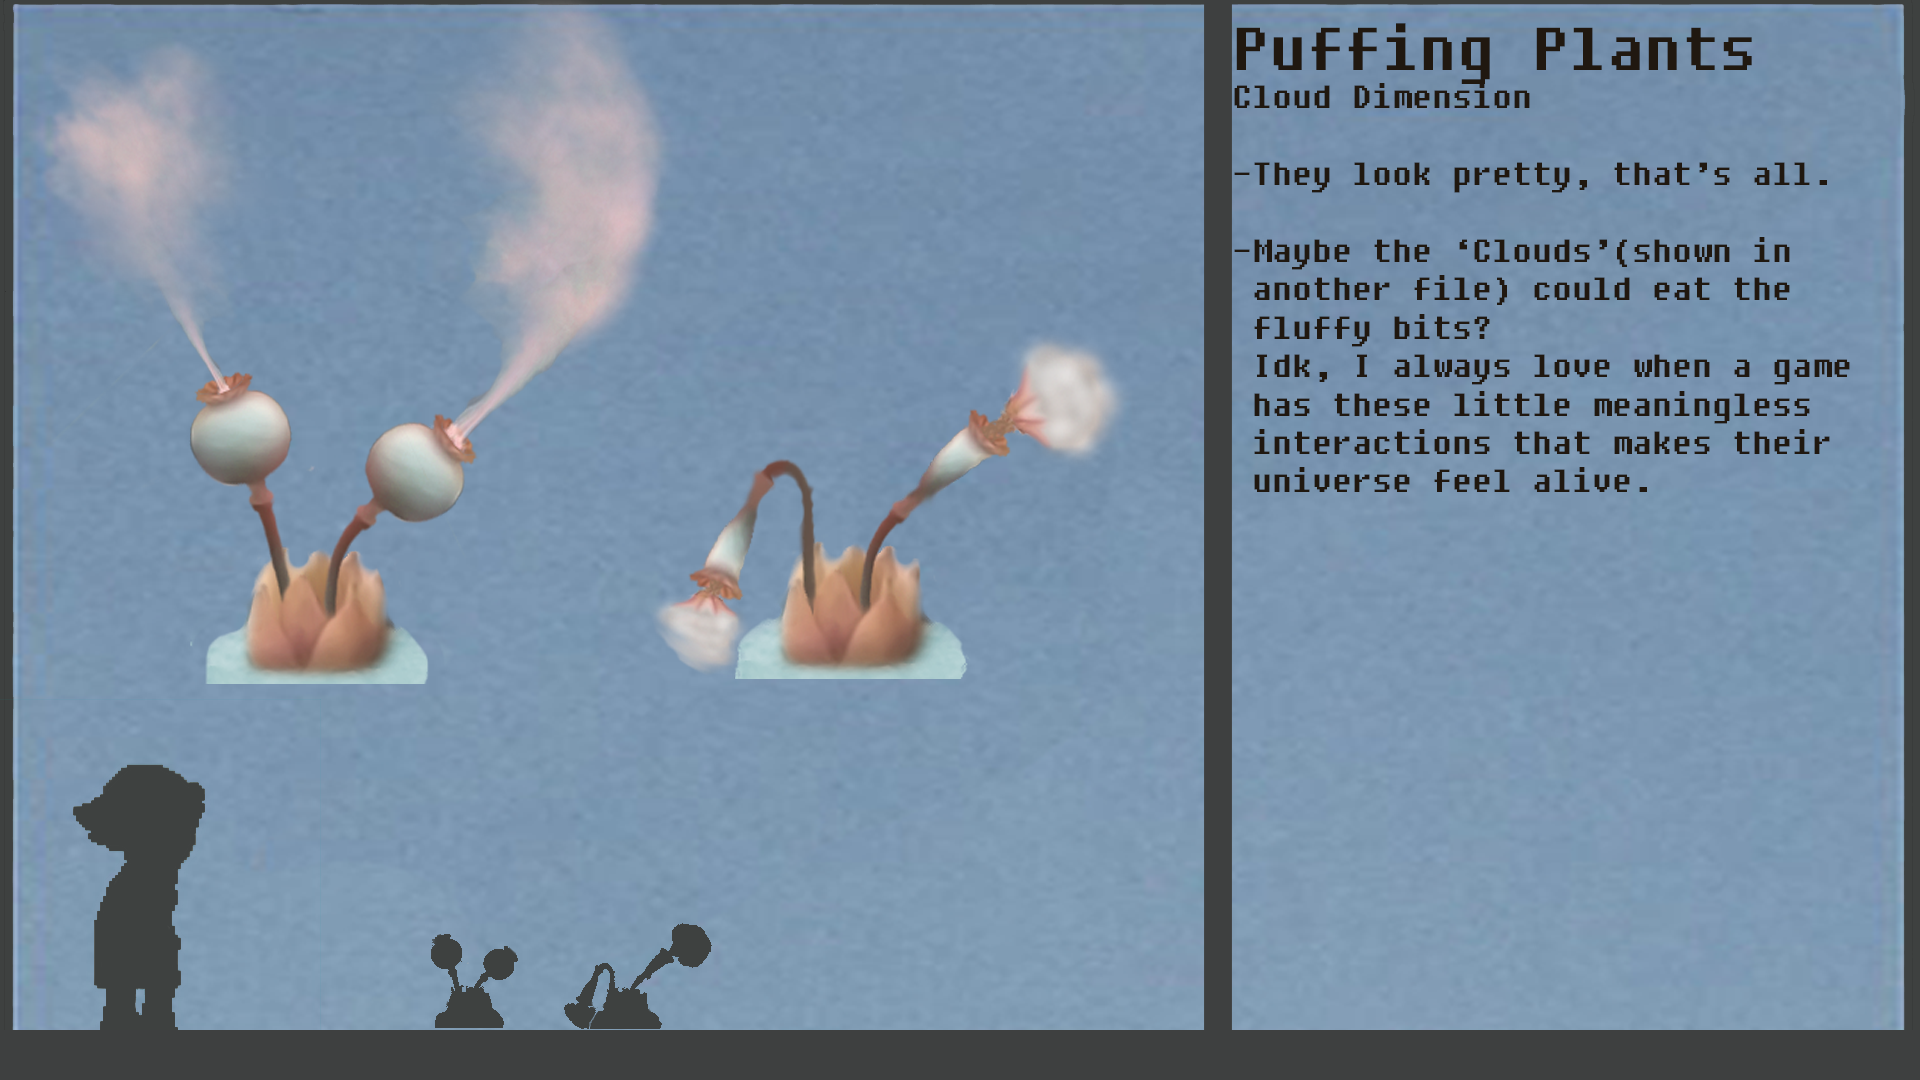 Puffing Plants
Cloud Dimension
-They look pretty, that’s all.
-Maybe the ‘Clouds’(shown in
another file) could eat the
fluffy bits?
Idk, I always love when a game
has these little meaningless
interactions that makes their
universe feel alive.